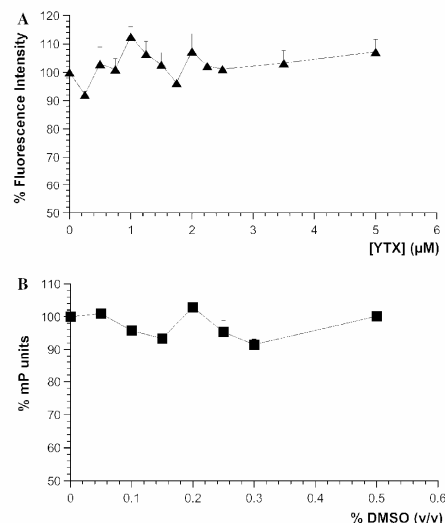 A
120
110
100
90
80
70
60
50
% Fluorescence Intensity
0 1 2 3 4 5 6
[YTX] (μM)
B
110
100
90
80
70
60
50
% mP units
0 0.1 0.2 0.3 0.4 0.5 0.6
% DMSO (v/v)